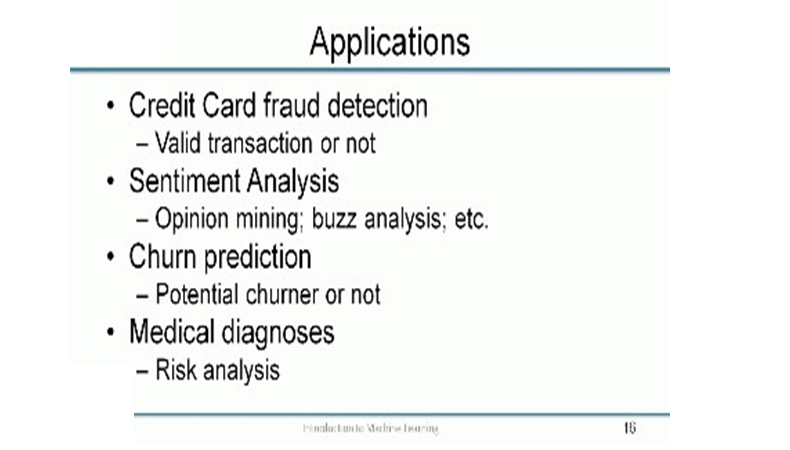 Applications
• Credit Card fraud detection
– Valid transaction or not
• Sentiment Analysis
– Opinion mining; buzz analysis; etc.
• Churn prediction
– Potential churner or not
• Medical diagnoses
– Risk analysis
Introduction to Machine Learning 16